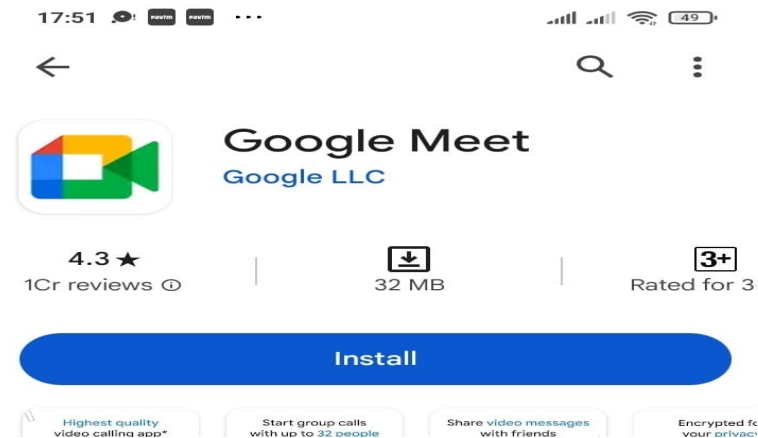 17:51 Paytm Paytm ... 49
Google Meet
Google LLC
4.3 ★
1Cr reviews
32 MB
3+
Rated for 3
Install
Highest quality
video calling app*
Start group calls
with up to 32 people
Share video messages
with friends
Encrypted fo
your privacy